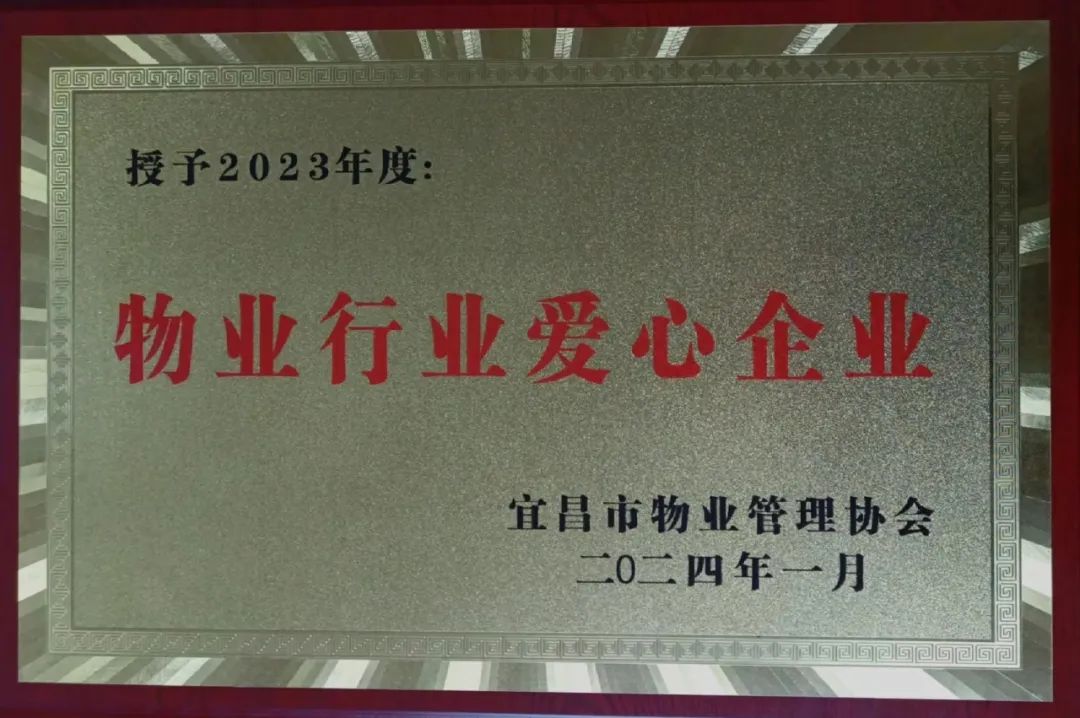 授予2023年度:
物业行业爱心企业
宜昌市物业管理协会
二0二四年一月